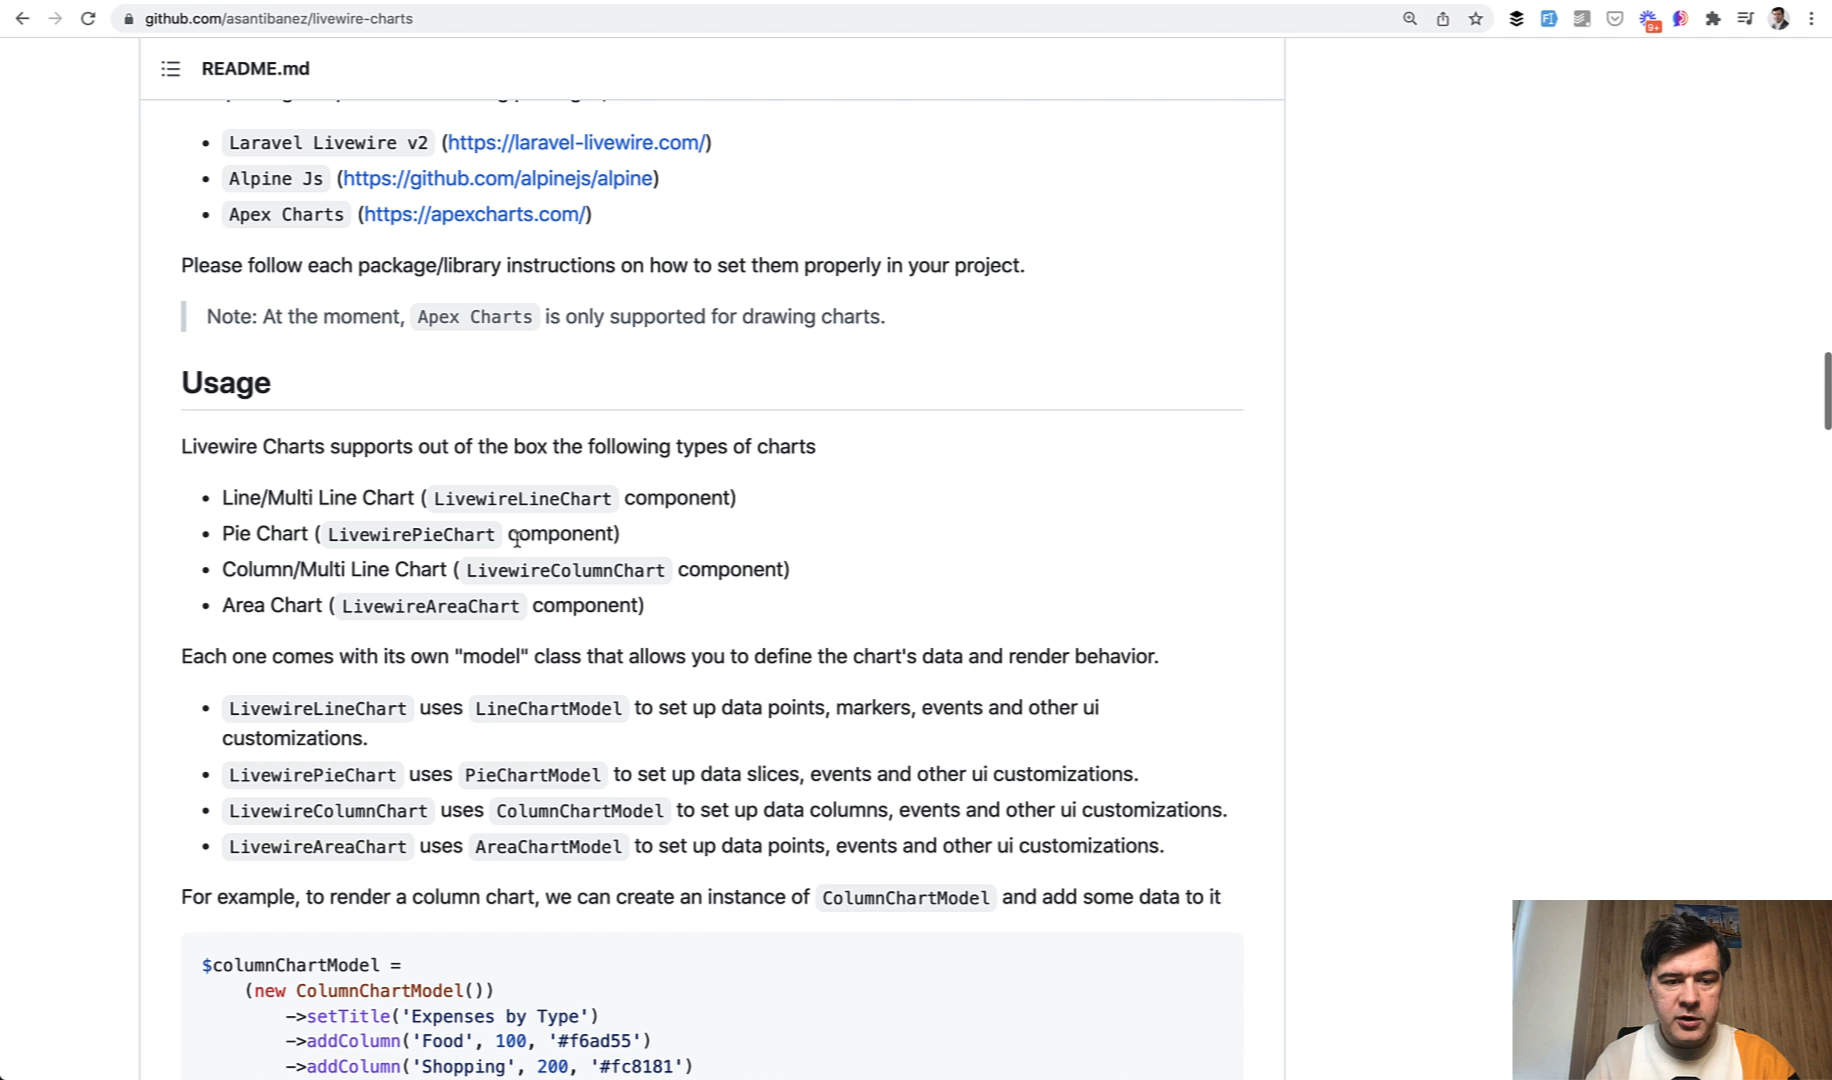 github.com/asantibanez/livewire-charts
9+
README.md
• Laravel Livewire v2 (https://laravel-livewire.com/)
• Alpine Js (https://github.com/alpinejs/alpine)
• Apex Charts (https://apexcharts.com/)
Please follow each package/library instructions on how to set them properly in your project.
Note: At the moment, Apex Charts is only supported for drawing charts.
Usage
Livewire Charts supports out of the box the following types of charts
• Line/Multi Line Chart ( LivewireLineChart component)
• Pie Chart ( LivewirePieChart component)
• Column/Multi Line Chart ( LivewireColumnChart component)
• Area Chart ( LivewireAreaChart component)
Each one comes with its own "model" class that allows you to define the chart's data and render behavior.
• LivewireLineChart uses LineChartModel to set up data points, markers, events and other ui
customizations.
• LivewirePieChart uses PieChartModel to set up data slices, events and other ui customizations.
• LivewireColumnChart uses ColumnChartModel to set up data columns, events and other ui customizations.
• LivewireAreaChart uses AreaChartModel to set up data points, events and other ui customizations.
For example, to render a column chart, we can create an instance of ColumnChartModel and add some data to it
$columnChartModel =
(new ColumnChartModel())
->setTitle('Expenses by Type')
->addColumn('Food', 100, '#f6ad55')
->addColumn('Shopping', 200, '#fc8181')